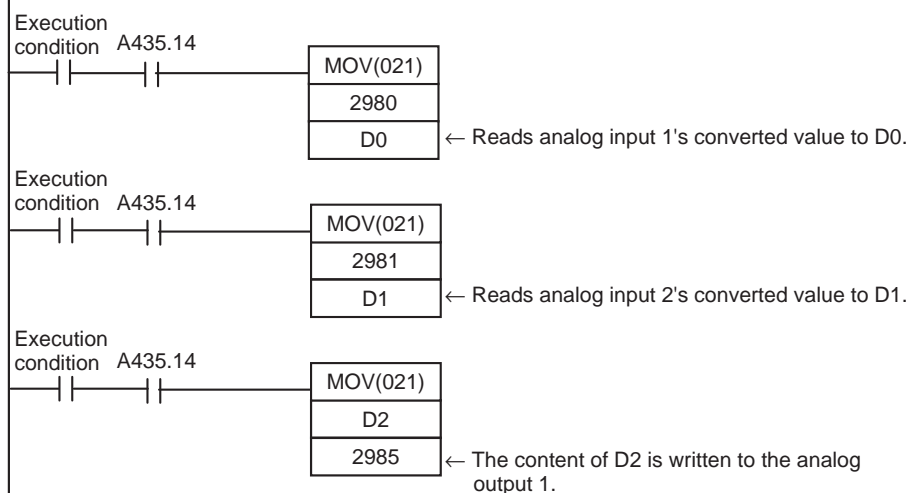 Execution
condition A435.14
MOV(021)
2980
D0 ← Reads analog input 1's converted value to D0.
Execution
condition A435.14
MOV(021)
2981
D1 ← Reads analog input 2's converted value to D1.
Execution
condition A435.14
MOV(021)
D2
2985 ← The content of D2 is written to the analog
output 1.